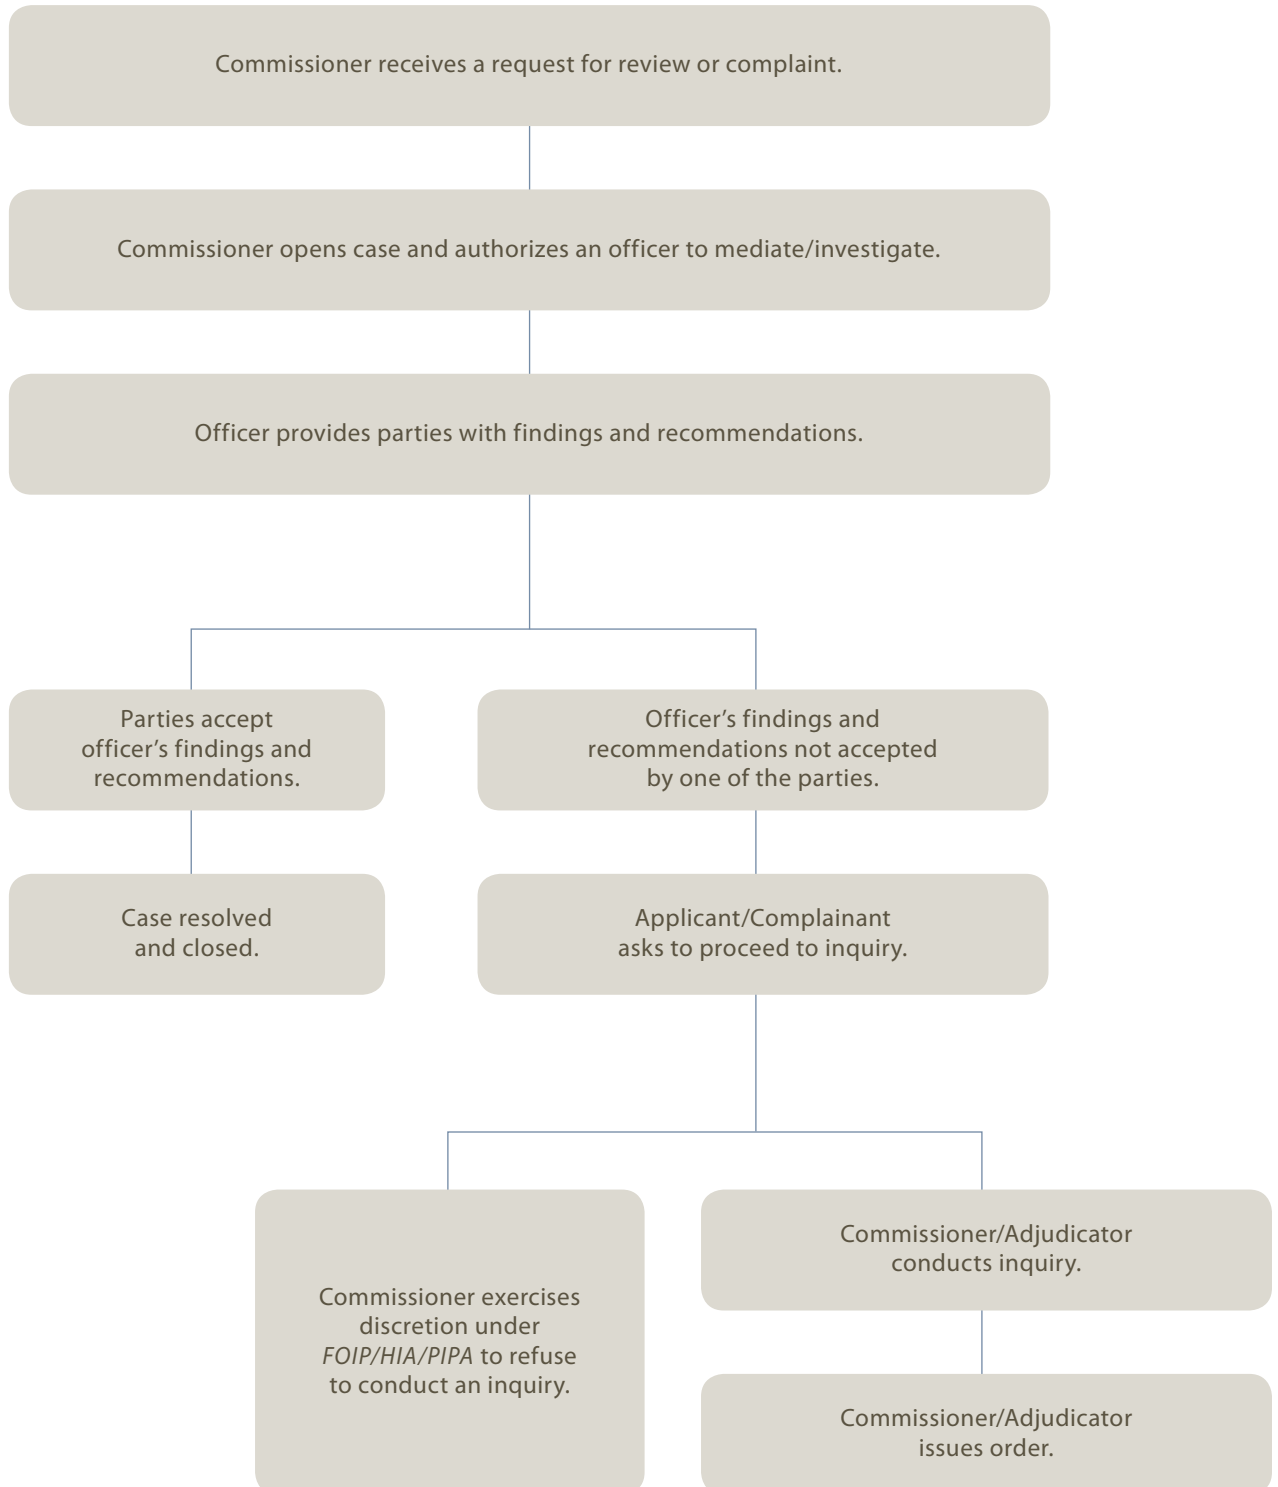 Commissioner receives a request for review or complaint.
Commissioner opens case and authorizes an officer to mediate/investigate.
Officer provides parties with findings and recommendations.
Parties accept
officer’s findings and
recommendations.
Officer’s findings and
recommendations not accepted
by one of the parties.
Case resolved
and closed.
Applicant/Complainant
asks to proceed to inquiry.
Commissioner exercises
discretion under
FOIP/HIA/PIPA to refuse
to conduct an inquiry.
Commissioner/Adjudicator
conducts inquiry.
Commissioner/Adjudicator
issues order.